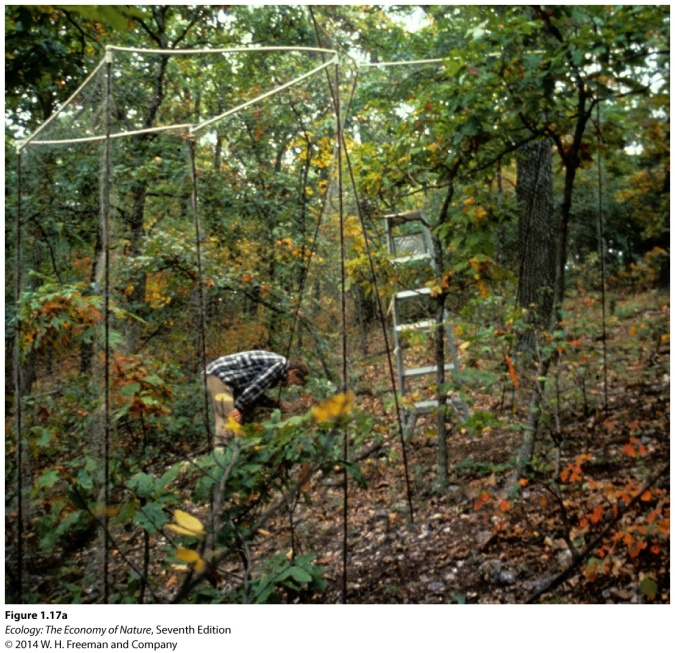 Figure 1.17a
Ecology: The Economy of Nature, Seventh Edition
© 2014 W. H. Freeman and Company